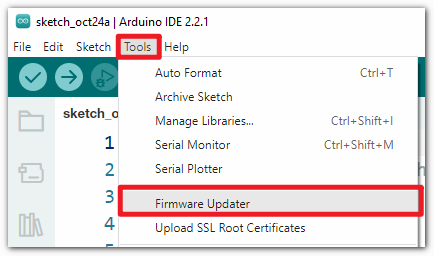 sketch_oct24a | Arduino IDE 2.2.1
File Edit Sketch Tools Help
Auto Format Ctrl+T
sketch_o
Archive Sketch
1
Manage Libraries... Ctrl+Shift+I
Serial Monitor Ctrl+Shift+M
2
Serial Plotter
3
Firmware Updater
4
Upload SSL Root Certificates